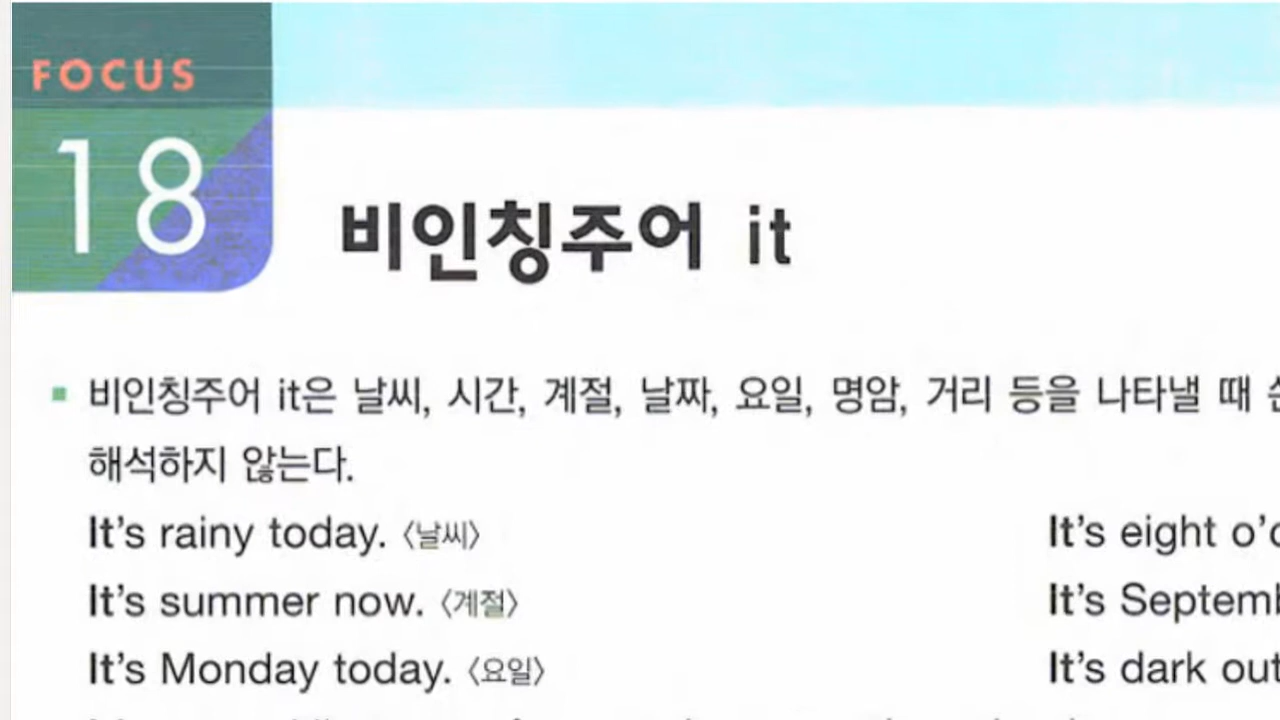 FOCUS
18
비인칭주어 it
비인칭주어 it은 날씨, 시간, 계절, 날짜, 요일, 명암, 거리 등을 나타낼 때
해석하지 않는다.
It’s rainy today. 〈날씨〉
It’s eight
It’s summer now. 〈계절〉
It’s
It’s Monday today. 〈요일〉
It’s dark